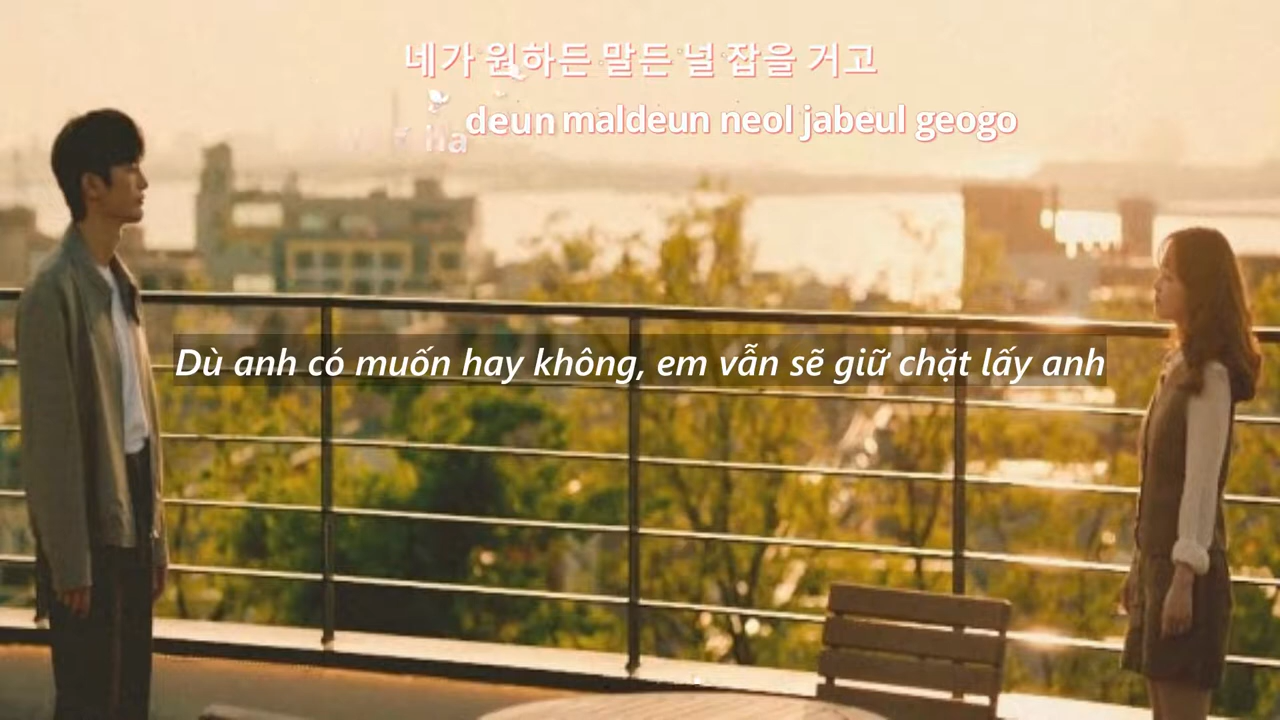 네가 원하든 말든 널 잡을 거고
deun maldeun neol jabeul geogo
Dù anh có muốn hay không, em vẫn sẽ giữ chặt lấy anh